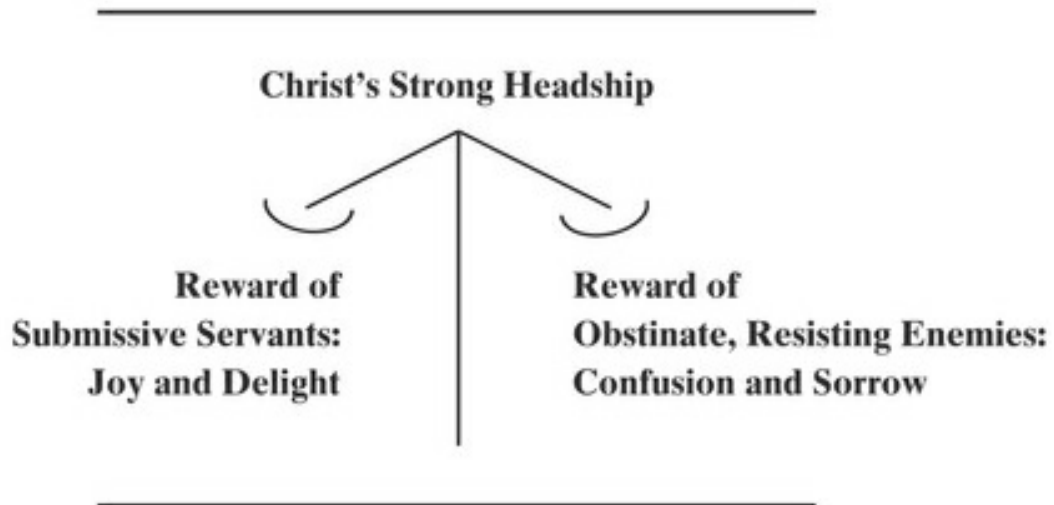 Christ's Strong Headship
Reward of
Submissive Servants:
Joy and Delight
Reward of
Obstinate, Resisting Enemies:
Confusion and Sorrow